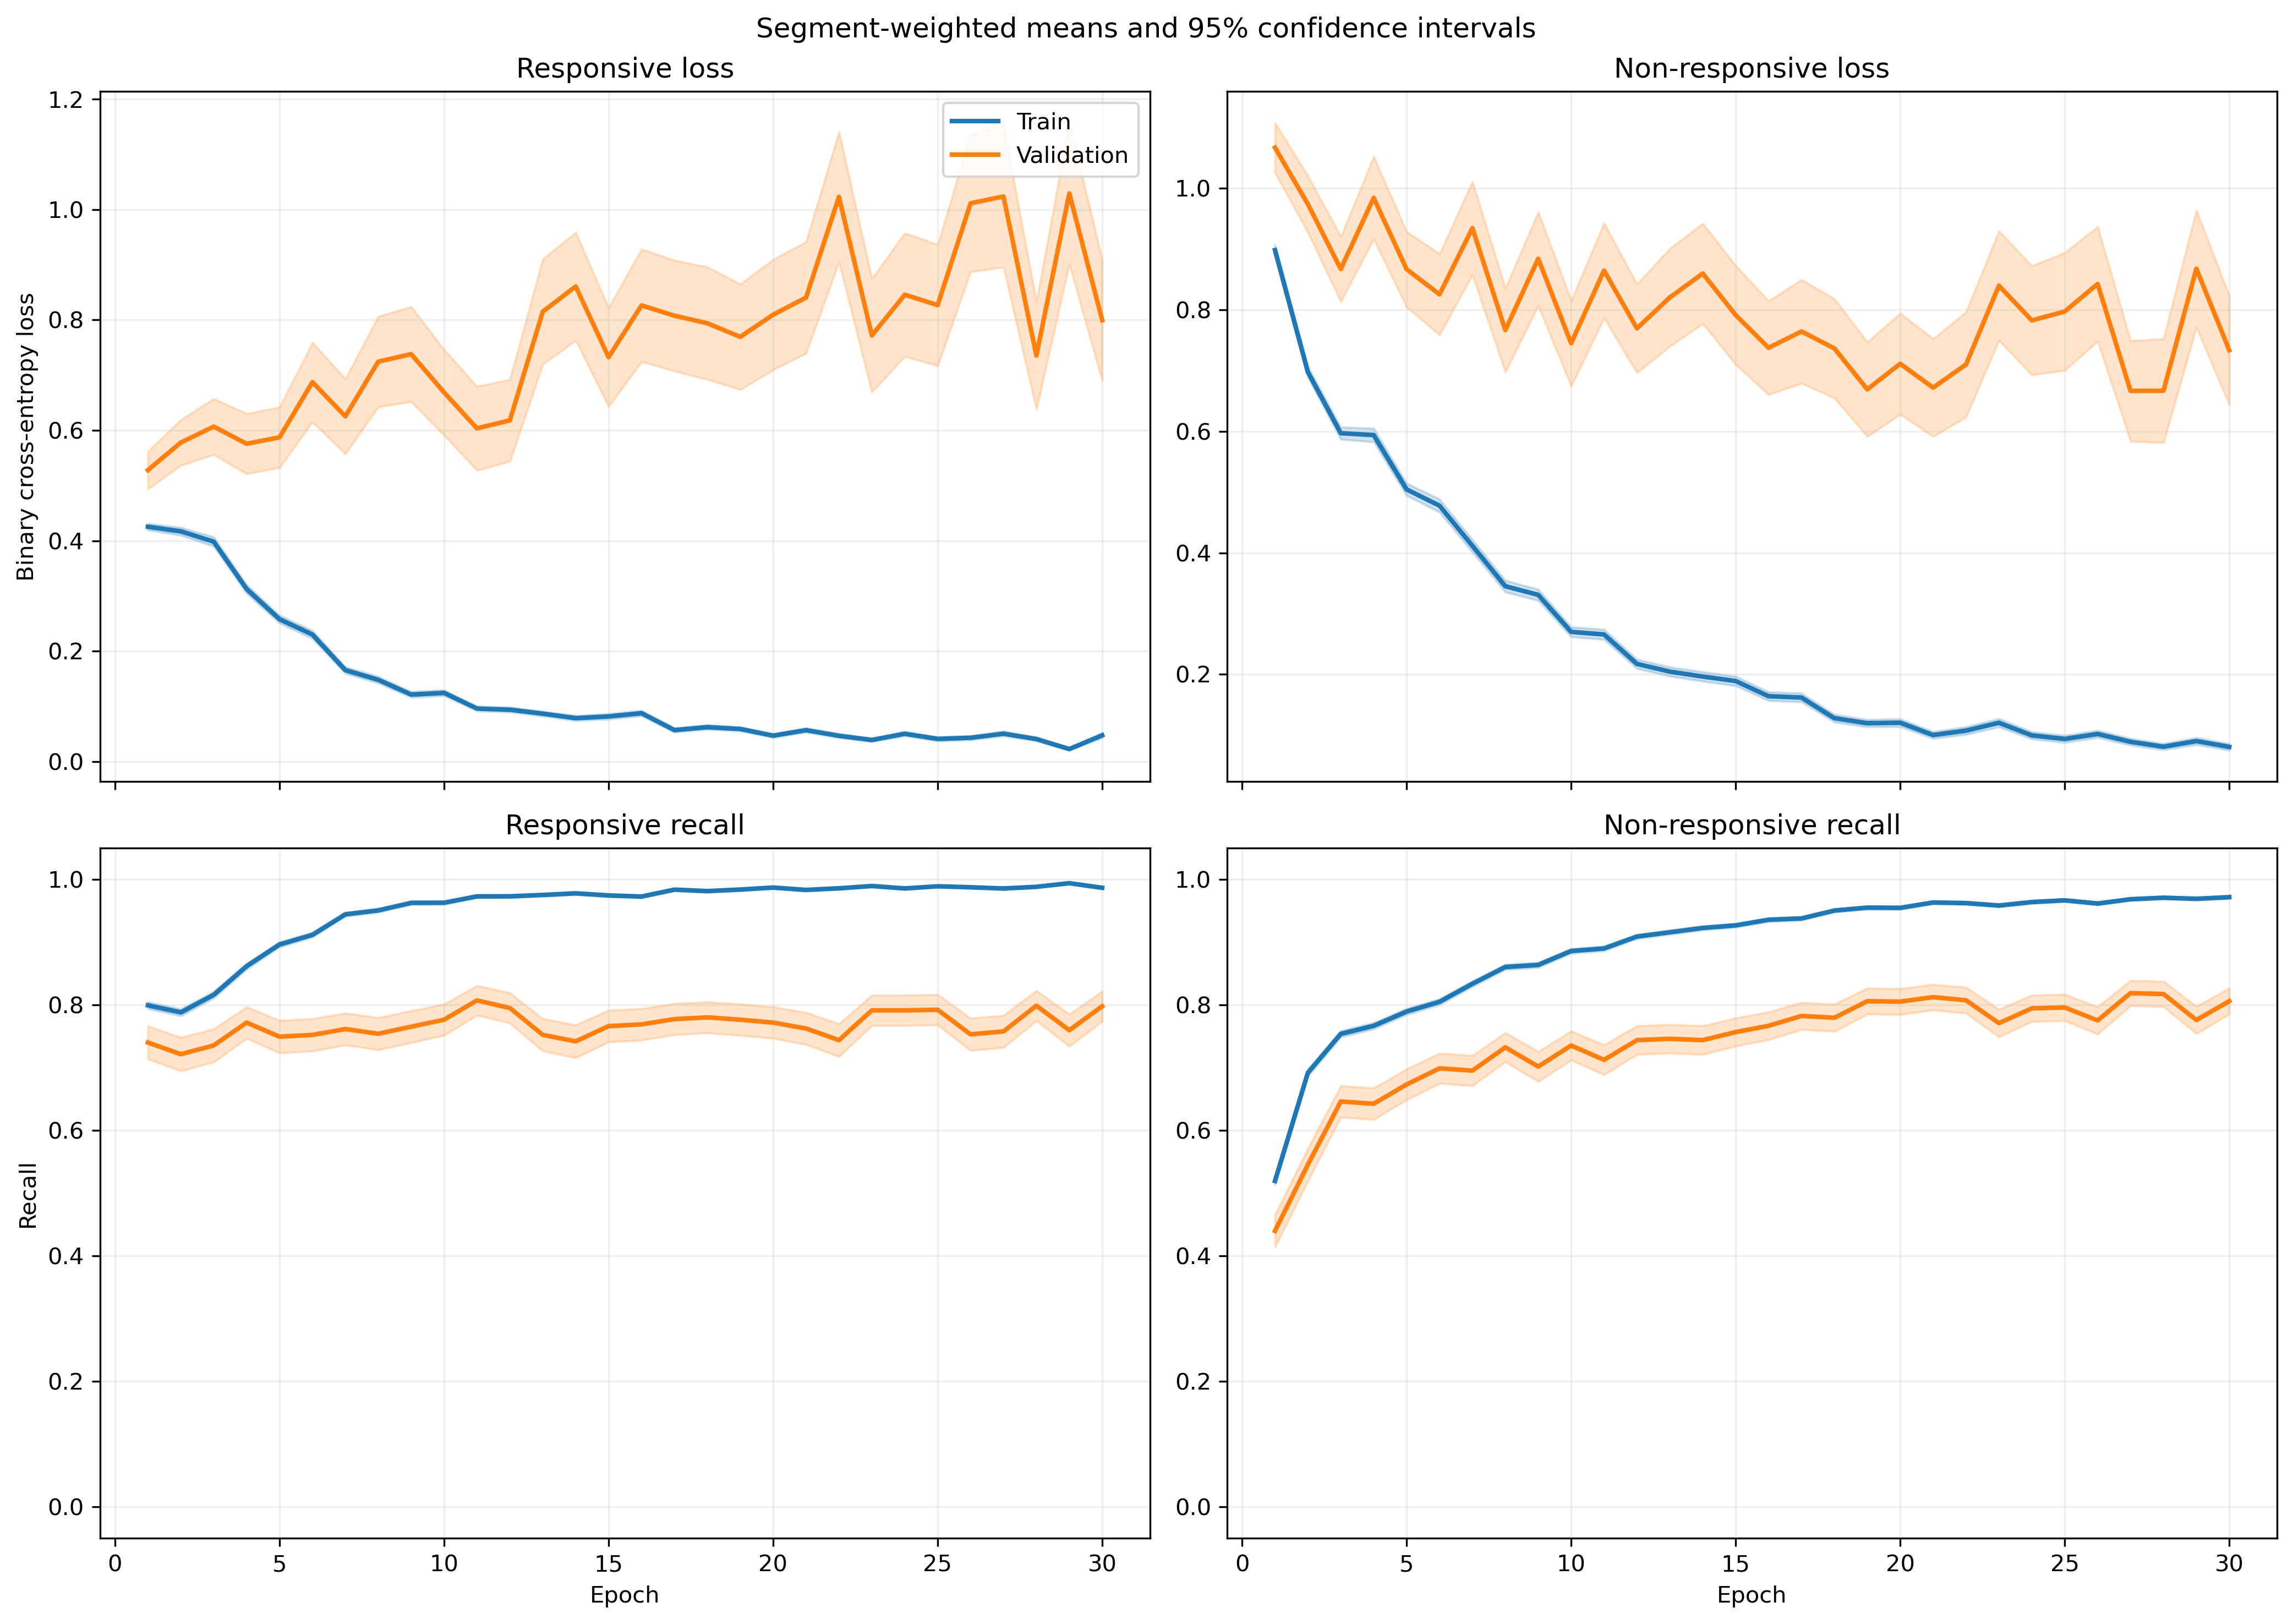 Segment-weighted means and 95% confidence intervals
Responsive loss
Non-responsive loss
Train
Validation
Binary cross-entropy loss
1.2
1.0
0.8
0.6
0.4
0.2
0.0
1.0
0.8
0.6
0.4
0.2
Responsive recall
Non-responsive recall
Recall
1.0
0.8
0.6
0.4
0.2
0.0
1.0
0.8
0.6
0.4
0.2
0.0
0 5 10 15 20 25 30
0 5 10 15 20 25 30
Epoch
Epoch